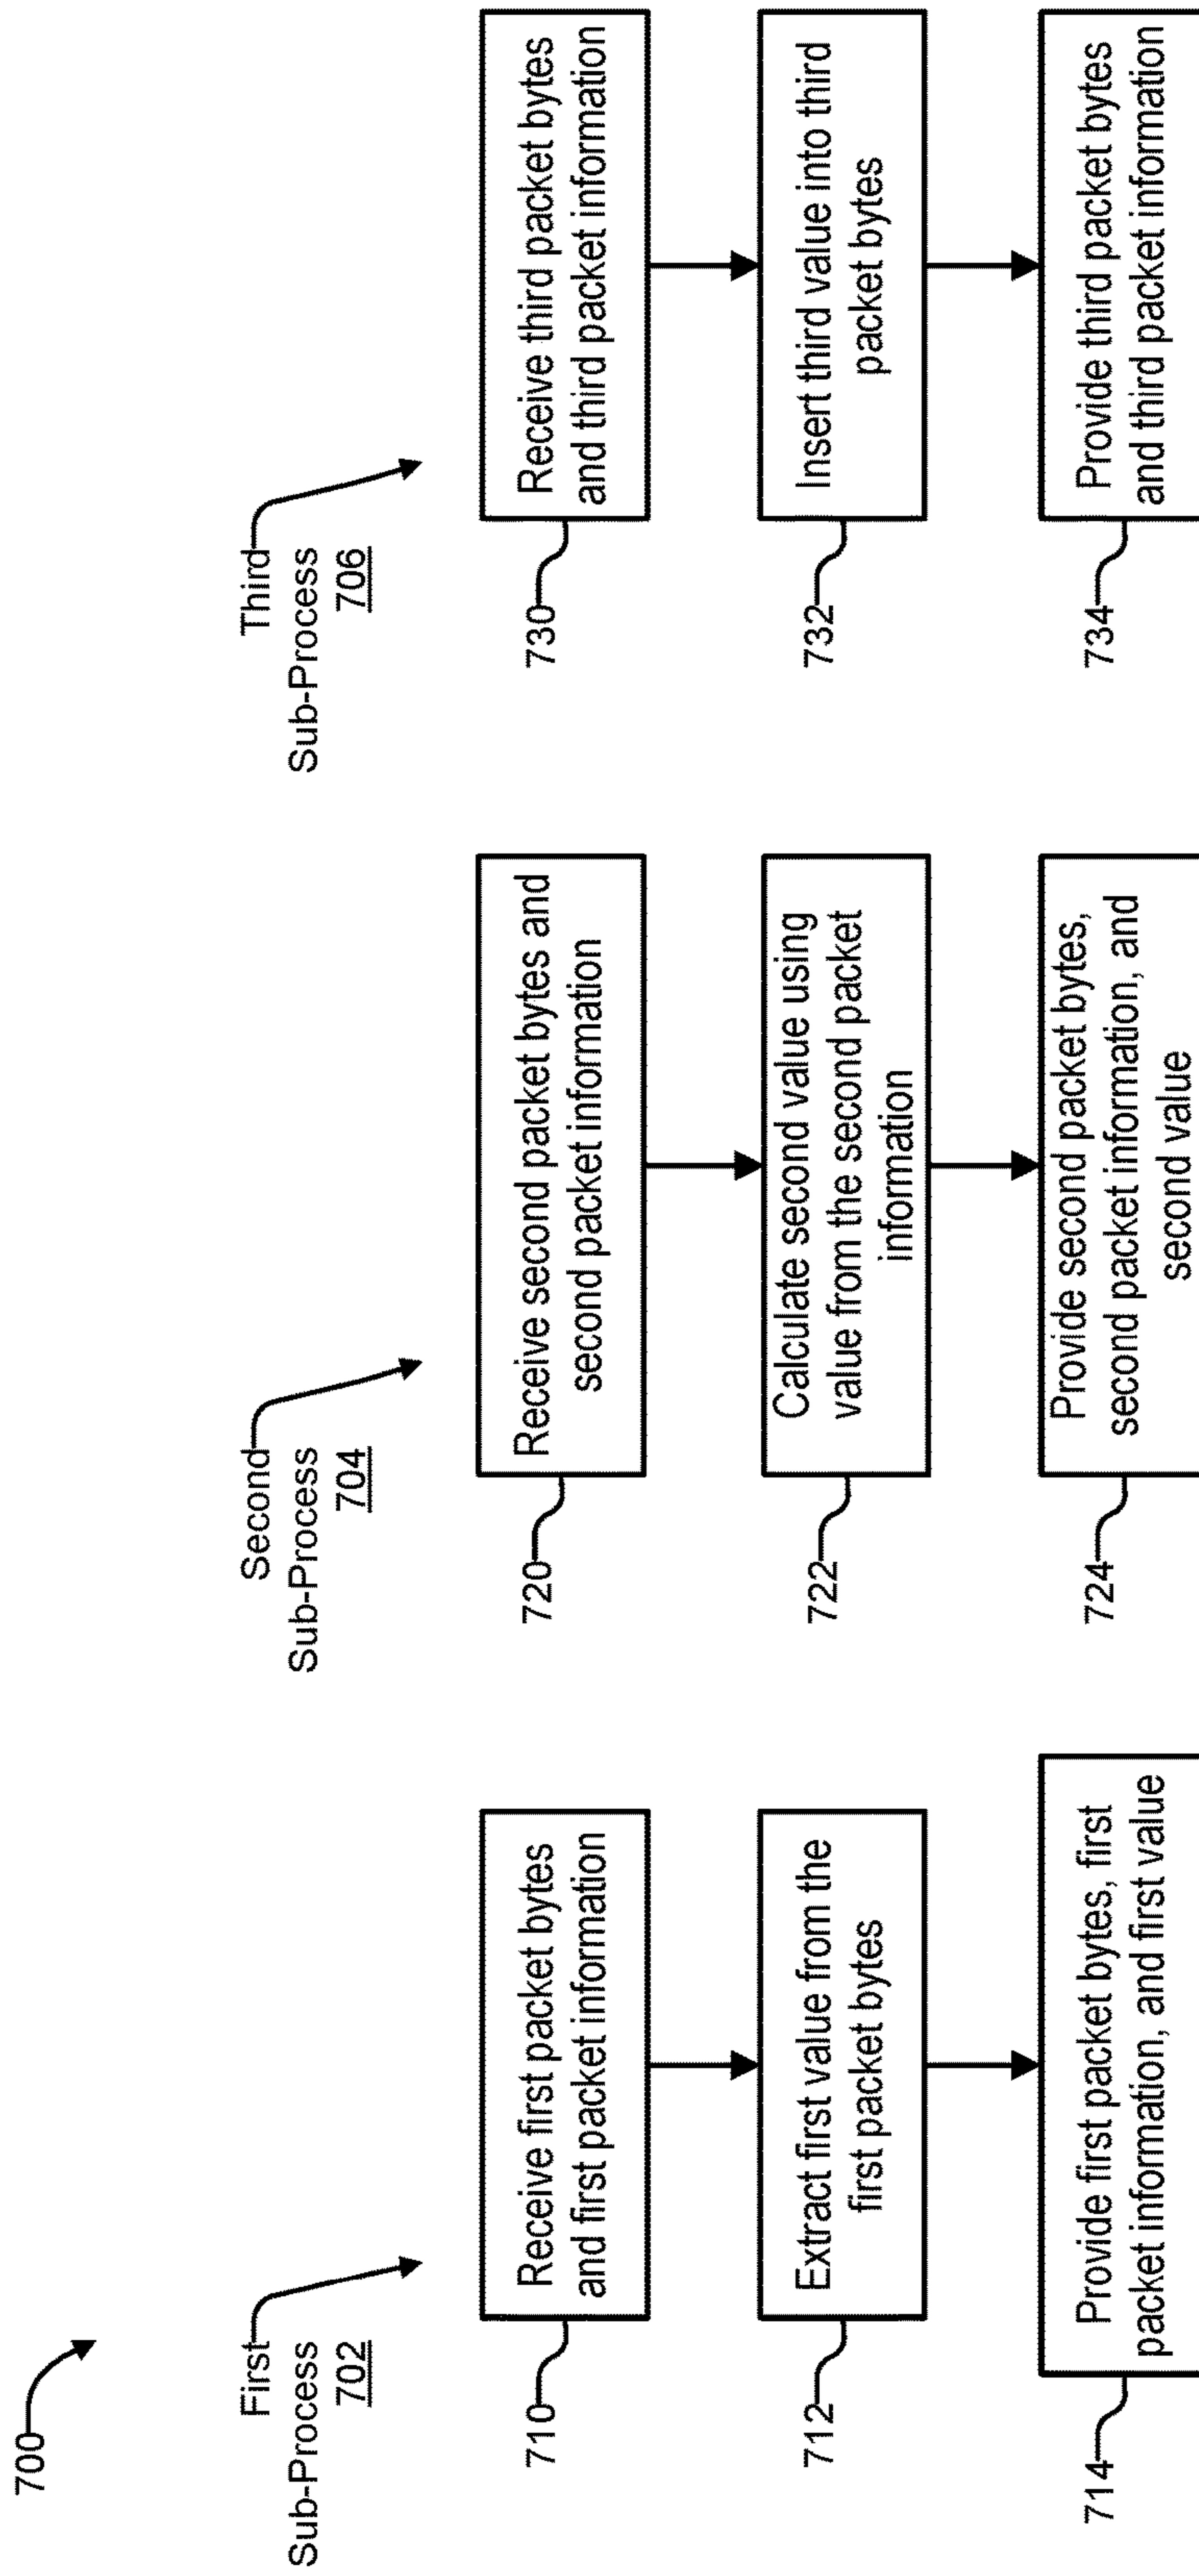 700
First
Sub-Process
702
710
Receive first packet bytes
and first packet information
712
Extract first value from the
first packet bytes
714
Provide first packet bytes, first
packet information, and first value
Second
Sub-Process
704
720
Receive second packet bytes and
second packet information
722
Calculate second value using
value from the second packet
information
724
Provide second packet bytes,
second packet information, and
second value
Third
Sub-Process
706
730
Receive third packet bytes
and third packet information
732
Insert third value into third
packet bytes
734
Provide third packet bytes
and third packet information